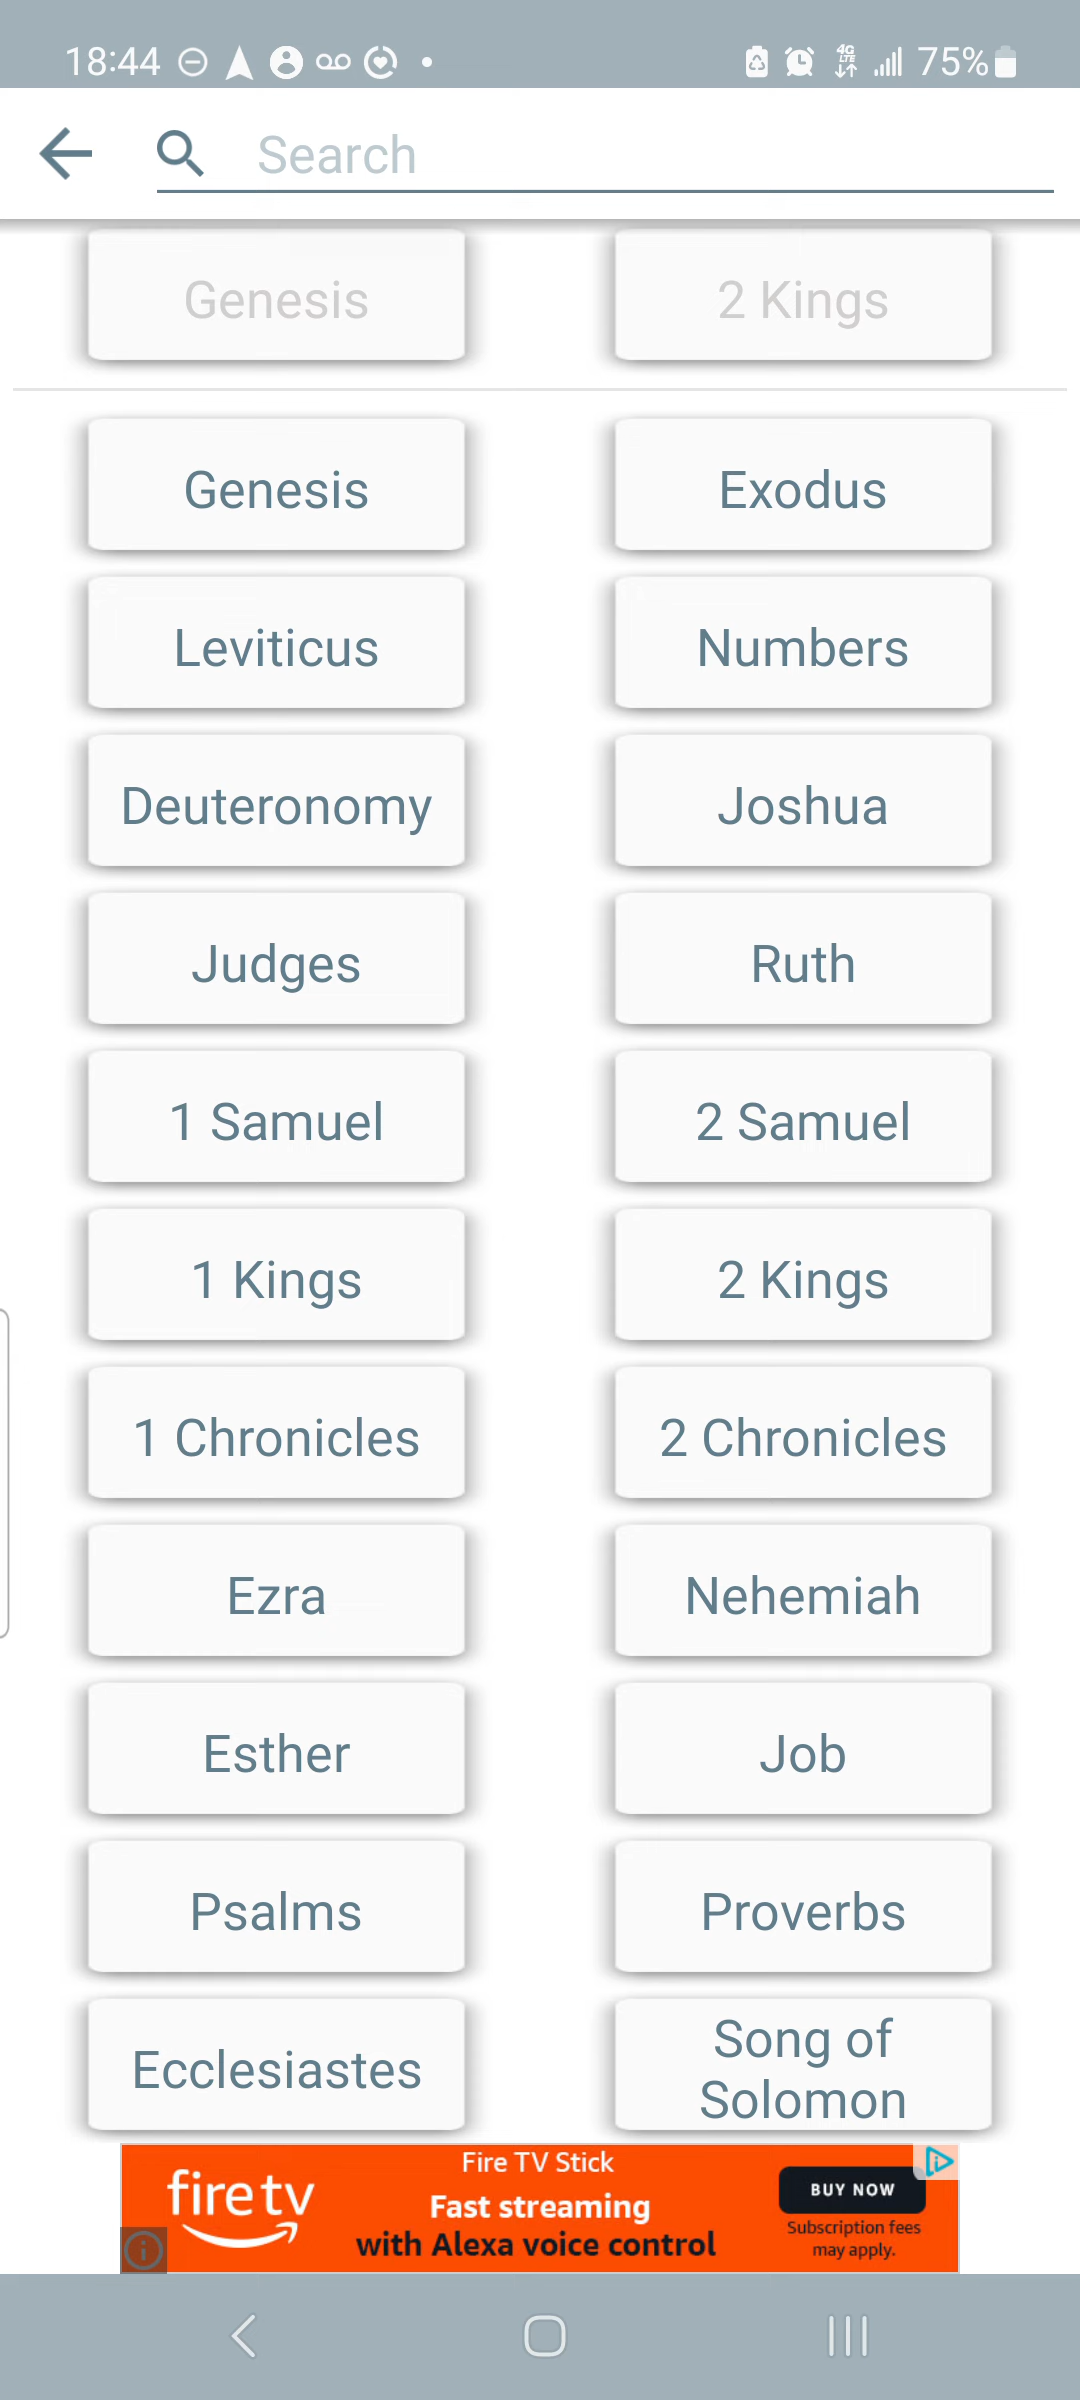 18:44
4G
LTE
75%
Search
Genesis
2 Kings
Genesis
Exodus
Leviticus
Numbers
Deuteronomy
Joshua
Judges
Ruth
1 Samuel
2 Samuel
1 Kings
2 Kings
1 Chronicles
2 Chronicles
Ezra
Nehemiah
Esther
Job
Psalms
Proverbs
Ecclesiastes
Song of
Solomon
fire tv
Fire TV Stick
Fast streaming
with Alexa voice control
BUY NOW
Subscription fees
may apply.